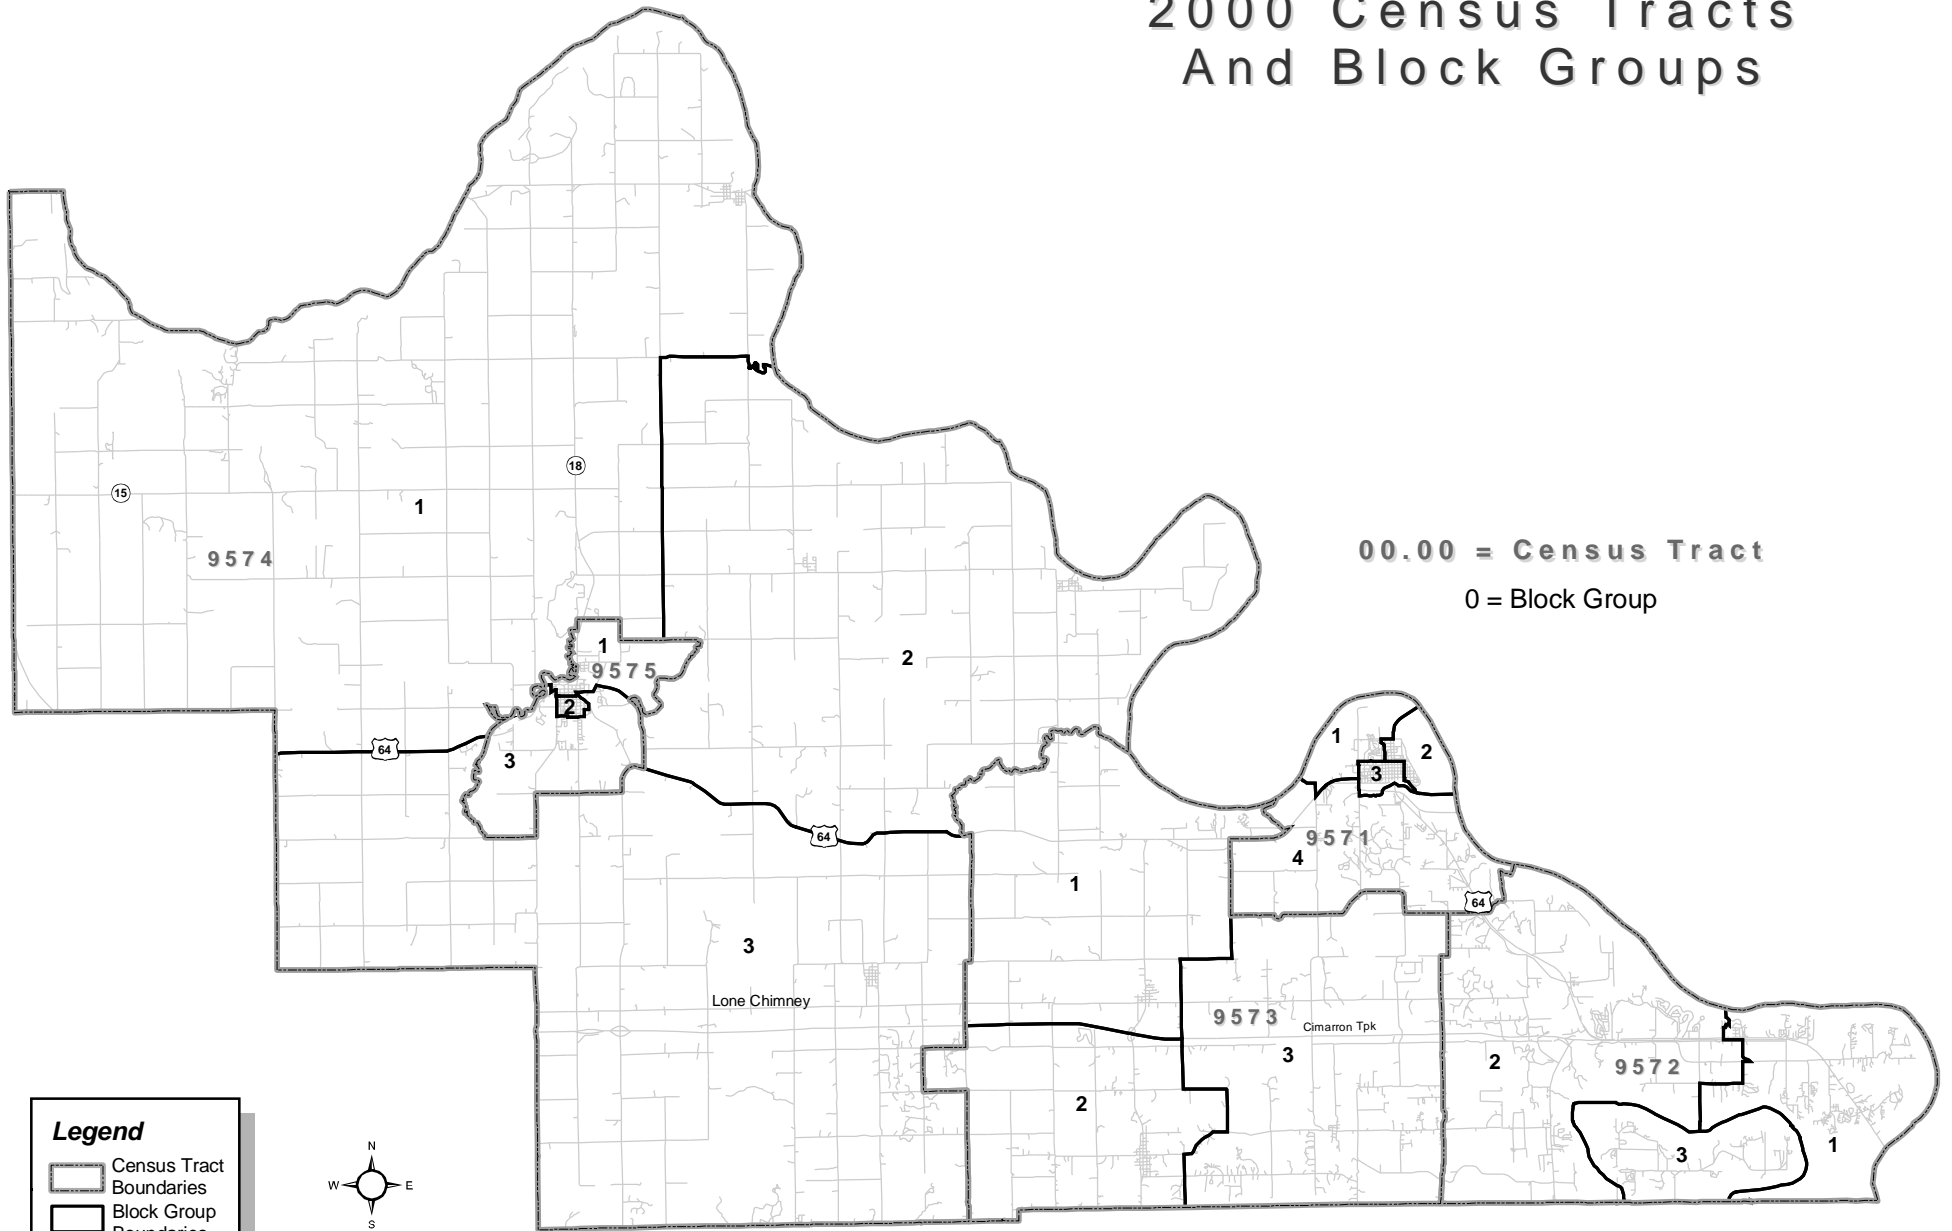 2000 Census Tracts
And Block Groups
18
15
1
9574
00.00 = Census Tract
0 = Block Group
1
9575
2
2
3
64
1
2
3
64
9571
4
1
64
3
Lone Chimney
9573
Cimarron Tpk
3
2
9572
2
3
1
Legend
Census Tract
Boundaries
Block Group
Boundaries
N
W
E
S